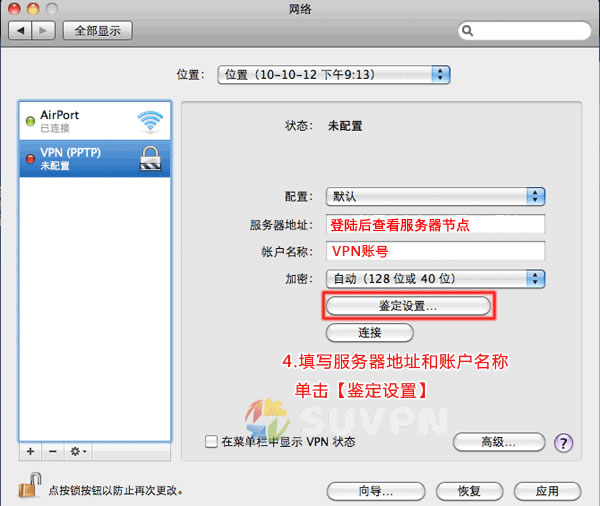 网络
全部显示
位置： 位置（10-10-12 下午9:13）
AirPort
已连接
VPN (PPTP)
未配置
状态： 未配置
配置： 默认
服务器地址： 登陆后查看服务器节点
帐户名称： VPN账号
加密： 自动（128 位或 40 位）
鉴定设置...
连接
4.填写服务器地址和账户名称
单击【鉴定设置】
SUVPN
在菜单栏中显示 VPN 状态
高级...
?
点按锁按钮以防止再次更改。
向导...
恢复
应用